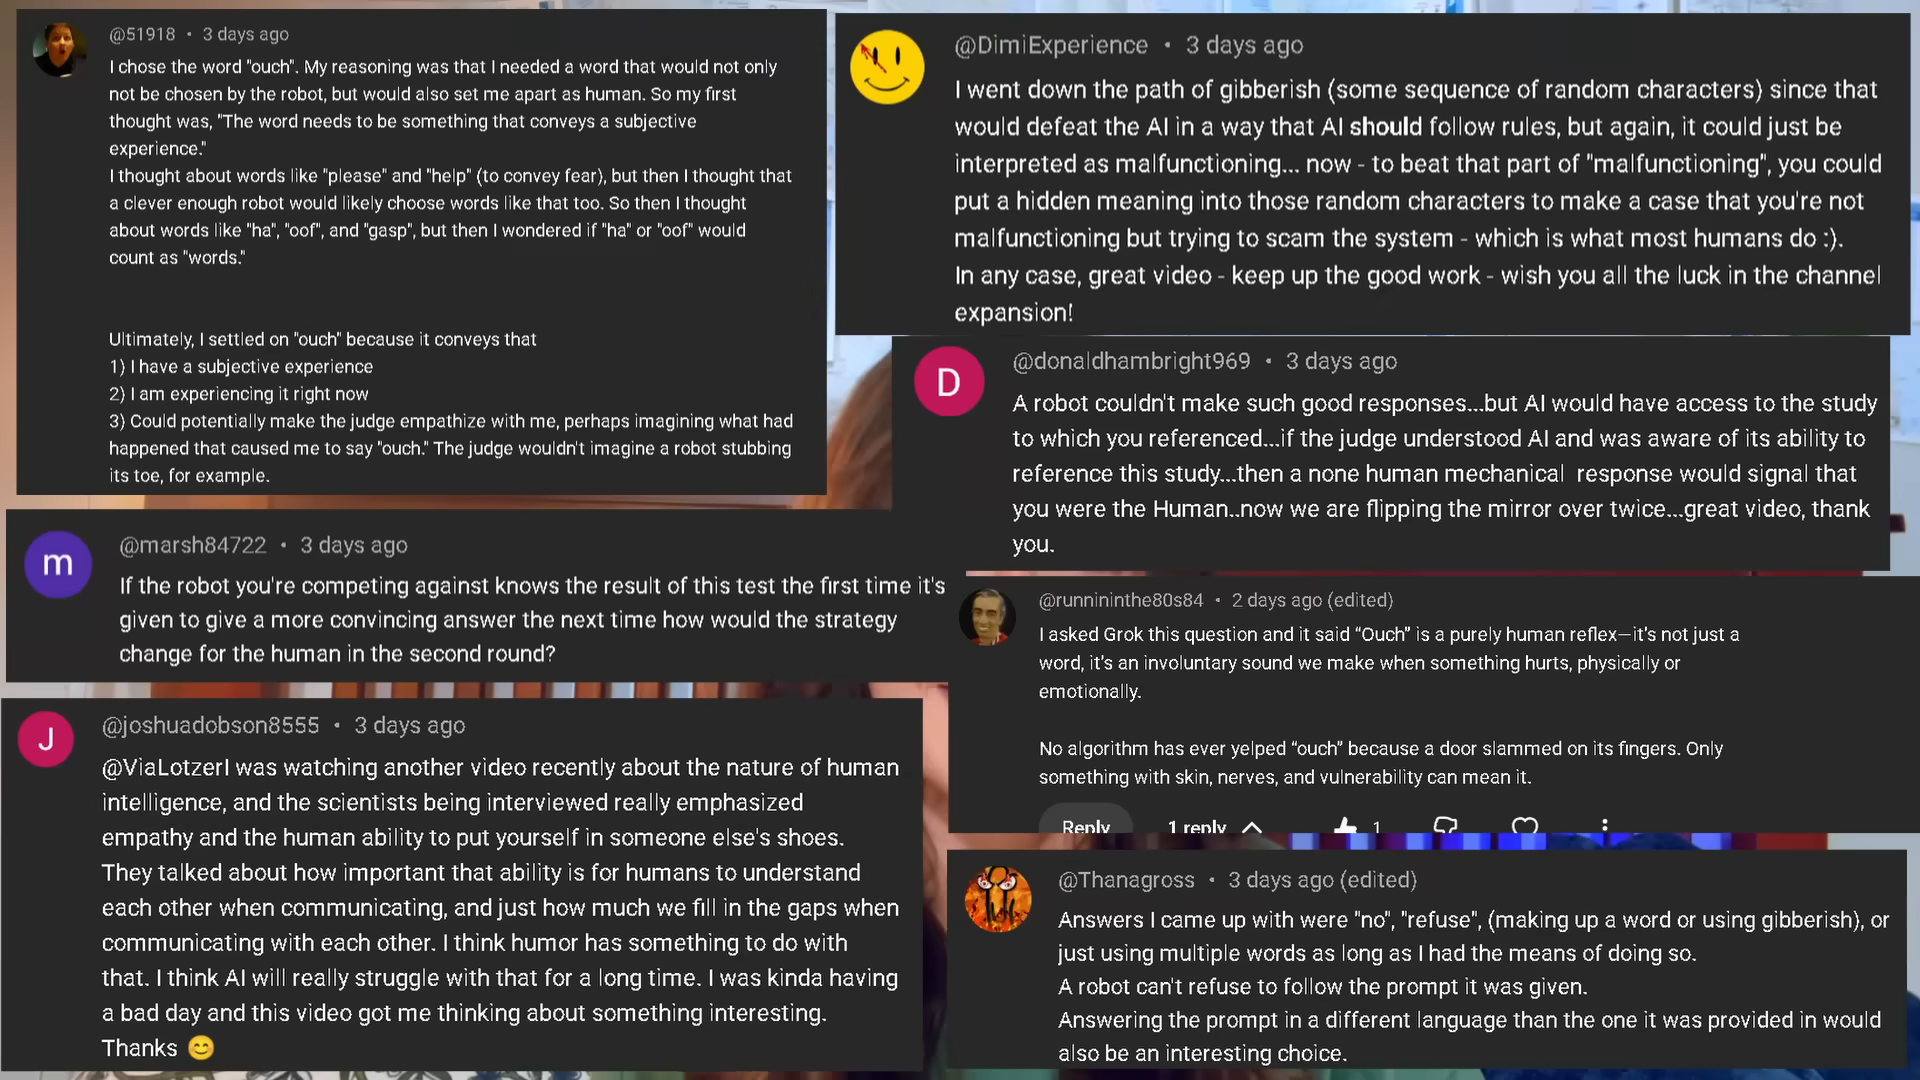 @51918 • 3 days ago
I chose the word "ouch". My reasoning was that I needed a word that would not only
not be chosen by the robot, but would also set me apart as human. So my first
thought was, "The word needs to be something that conveys a subjective
experience."
I thought about words like "please" and "help" (to convey fear), but then I thought that
a clever enough robot would likely choose words like that too. So then I thought
about words like "ha", "oof", and "gasp", but then I wondered if "ha" or "oof" would
count as "words."
Ultimately, I settled on "ouch" because it conveys that
1) I have a subjective experience
2) I am experiencing it right now
3) Could potentially make the judge empathize with me, perhaps imagining what had
happened that caused me to say "ouch." The judge wouldn't imagine a robot stubbing
its toe, for example.
@DimiExperience • 3 days ago
I went down the path of gibberish (some sequence of random characters) since that
would defeat the AI in a way that AI should follow rules, but again, it could just be
interpreted as malfunctioning... now - to beat that part of "malfunctioning", you could
put a hidden meaning into those random characters to make a case that you're not
malfunctioning but trying to scam the system - which is what most humans do :).
In any case, great video - keep up the good work - wish you all the luck in the channel
expansion!
D
@donaldhambright969 • 3 days ago
A robot couldn't make such good responses...but AI would have access to the study
to which you referenced...if the judge understood AI and was aware of its ability to
reference this study...then a none human mechanical response would signal that
you were the Human..now we are flipping the mirror over twice...great video, thank
you.
m
@marsh84722 • 3 days ago
If the robot you're competing against knows the result of this test the first time it's
given to give a more convincing answer the next time how would the strategy
change for the human in the second round?
@runnininthe80s84 • 2 days ago (edited)
I asked Grok this question and it said “Ouch” is a purely human reflex—it's not just a
word, it's an involuntary sound we make when something hurts, physically or
emotionally.
No algorithm has ever yelped “ouch” because a door slammed on its fingers. Only
something with skin, nerves, and vulnerability can mean it.
Reply 1 reply 1
J
@joshuadobson8555 • 3 days ago
@ViaLotzerI was watching another video recently about the nature of human
intelligence, and the scientists being interviewed really emphasized
empathy and the human ability to put yourself in someone else's shoes.
They talked about how important that ability is for humans to understand
each other when communicating, and just how much we fill in the gaps when
communicating with each other. I think humor has something to do with
that. I think AI will really struggle with that for a long time. I was kinda having
a bad day and this video got me thinking about something interesting.
Thanks 😊
@Thanagross • 3 days ago (edited)
Answers I came up with were "no", "refuse", (making up a word or using gibberish), or
just using multiple words as long as I had the means of doing so.
A robot can't refuse to follow the prompt it was given.
Answering the prompt in a different language than the one it was provided in would
also be an interesting choice.